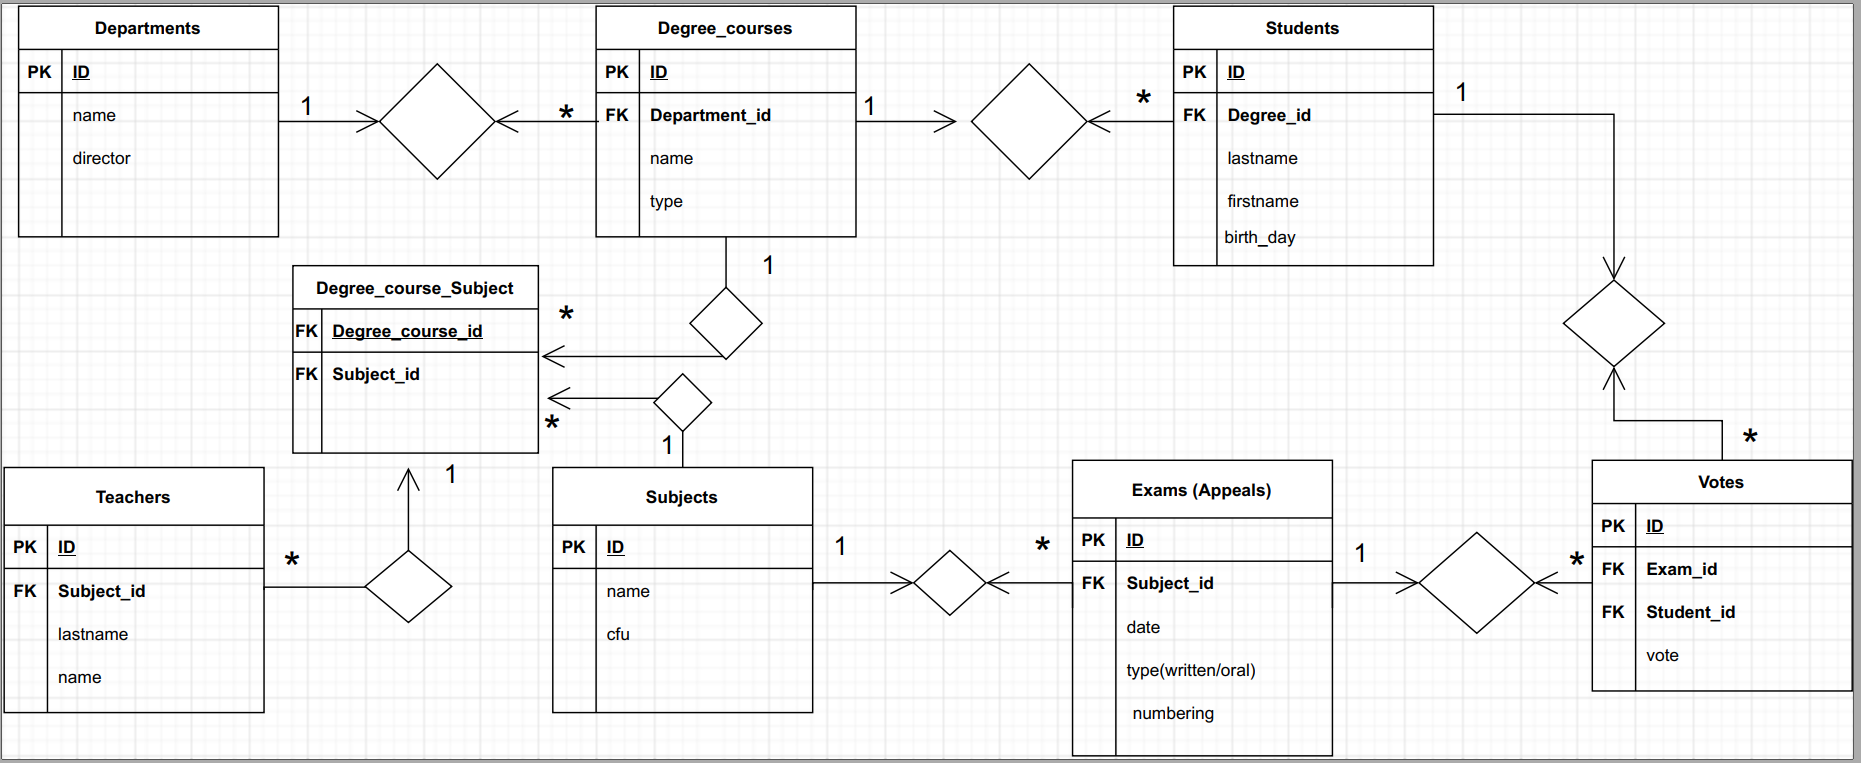 Departments
PK ID
name
director
1
*
Degree_courses
PK ID
FK Department_id
name
type
1
*
Students
PK ID
FK Degree_id
lastname
firstname
birth_day
1
1
*
Degree_course_Subject
FK Degree_course_id
FK Subject_id
*
1
1
*
Teachers
PK ID
FK Subject_id
lastname
name
*
Subjects
PK ID
name
cfu
1
*
Exams (Appeals)
PK ID
FK Subject_id
date
type(written/oral)
numbering
1
*
Votes
PK ID
FK Exam_id
FK Student_id
vote